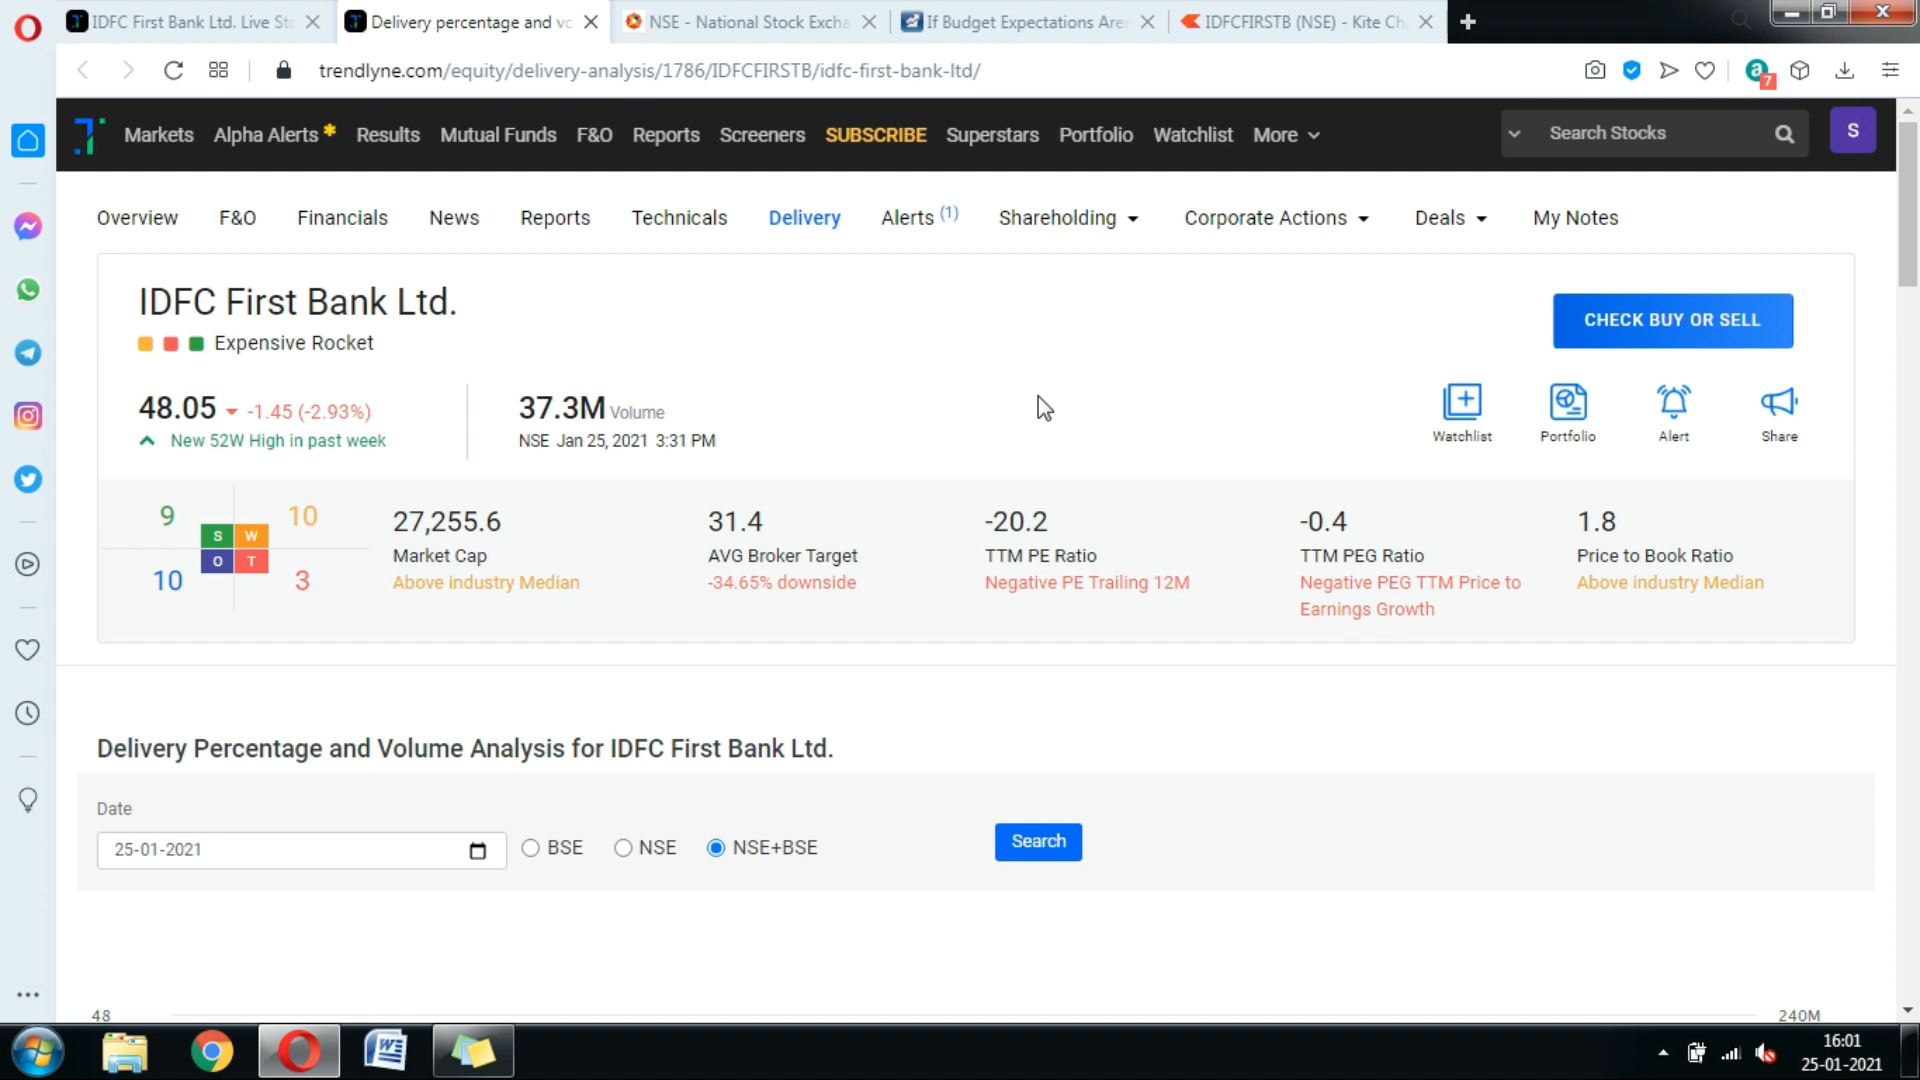 IDFC First Bank Ltd. Live Sto
Delivery percentage and vo
NSE - National Stock Excha
If Budget Expectations Aren
IDFCFIRSTB (NSE) - Kite Ch
trendlyne.com/equity/delivery-analysis/1786/IDFCFIRSTB/idfc-first-bank-ltd/
a 7
Markets Alpha Alerts Results Mutual Funds F&O Reports Screeners SUBSCRIBE Superstars Portfolio Watchlist More Search Stocks S
Overview F&O Financials News Reports Technicals Delivery Alerts (1) Shareholding Corporate Actions Deals My Notes
IDFC First Bank Ltd.
CHECK BUY OR SELL
Expensive Rocket
48.05 -1.45 (-2.93%)
New 52W High in past week
37.3M Volume
NSE Jan 25, 2021 3:31 PM
Watchlist Portfolio Alert Share
9 10
S W
O T
10 3
27,255.6
Market Cap
Above industry Median
31.4
AVG Broker Target
-34.65% downside
-20.2
TTM PE Ratio
Negative PE Trailing 12M
-0.4
TTM PEG Ratio
Negative PEG TTM Price to
Earnings Growth
1.8
Price to Book Ratio
Above industry Median
Delivery Percentage and Volume Analysis for IDFC First Bank Ltd.
Date
25-01-2021 BSE NSE NSE+BSE Search
48 240M
16:01
25-01-2021